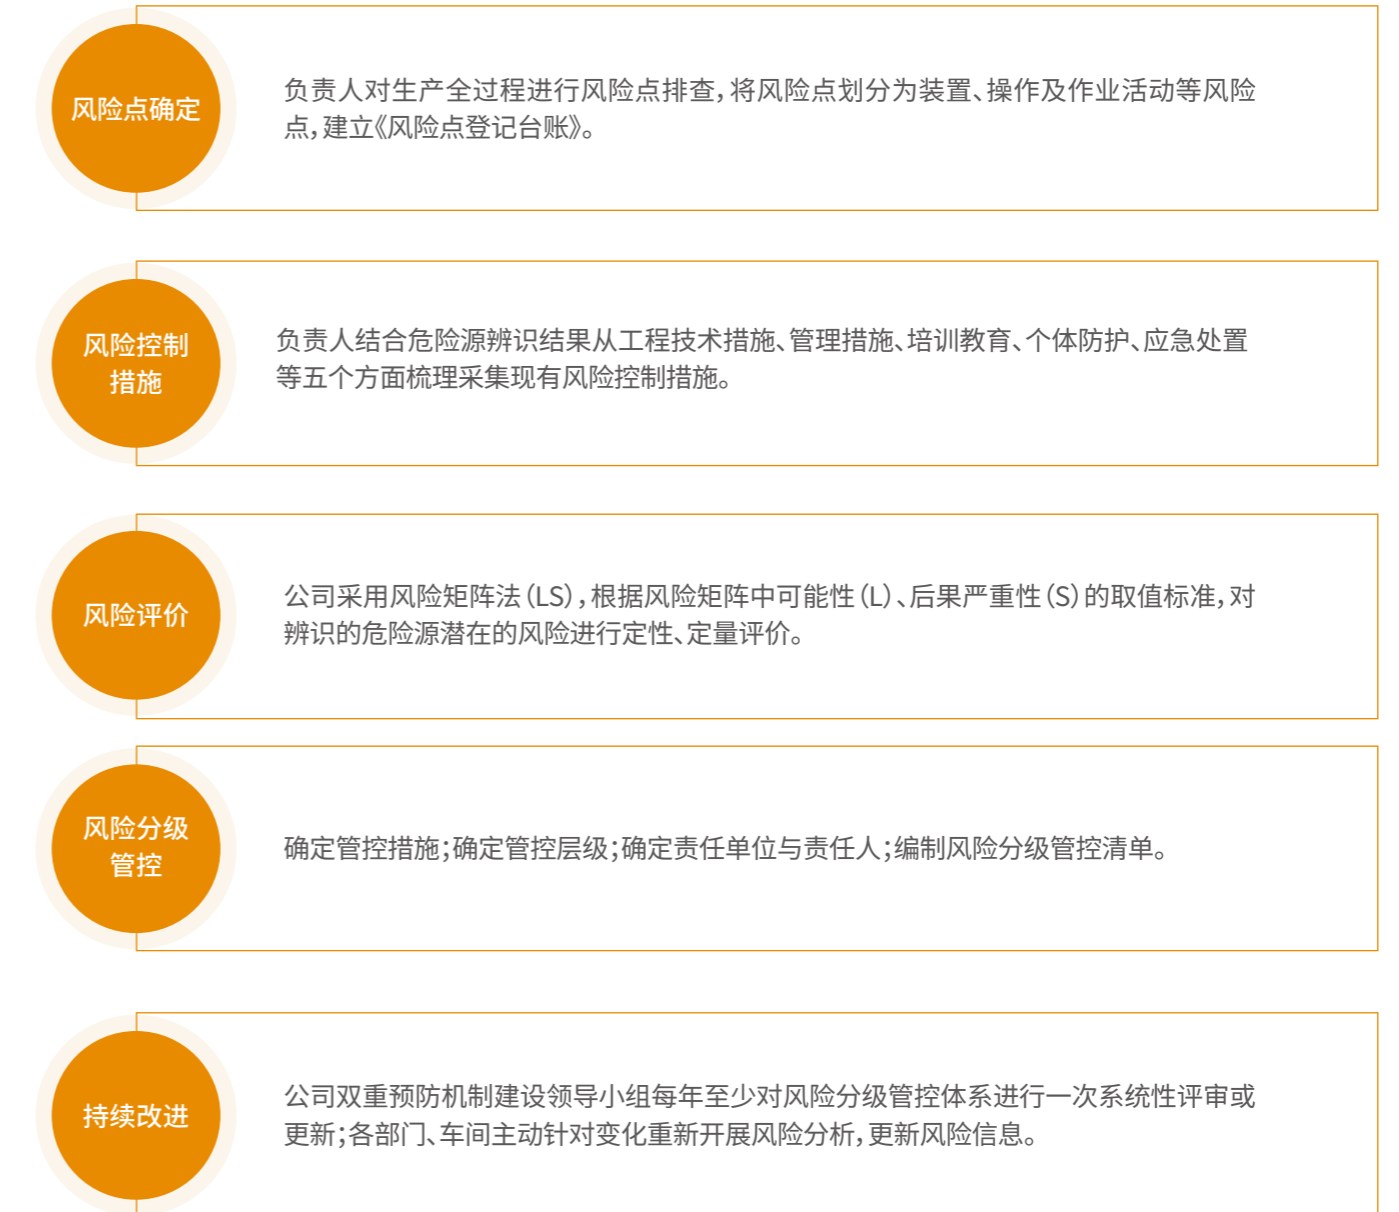 风险点确定
负责人对生产全过程进行风险点排查，将风险点划分为装置、操作及作业活动等风险
点，建立《风险点登记台账》。
风险控制
措施
负责人结合危险源辨识结果从工程技术措施、管理措施、培训教育、个体防护、应急处置
等五个方面梳理采集现有风险控制措施。
风险评价
公司采用风险矩阵法（LS），根据风险矩阵中可能性（L）、后果严重性（S）的取值标准，对
辨识的危险源潜在的风险进行定性、定量评价。
风险分级
管控
确定管控措施；确定管控层级；确定责任单位与责任人；编制风险分级管控清单。
持续改进
公司双重预防机制建设领导小组每年至少对风险分级管控体系进行一次系统性评审或
更新；各部门、车间主动针对变化重新开展风险分析，更新风险信息。